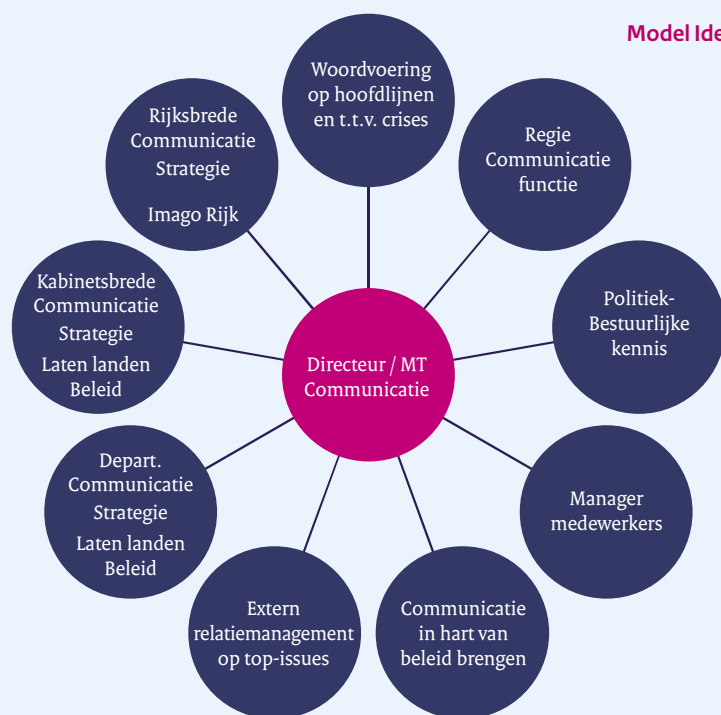 Model Ide
Woordvoering
op hoofdlijnen
en t.t.v. crises
Regie
Communicatie
functie
Politiek-
Bestuurlijke
kennis
Manager
medewerkers
Communicatie
in hart van
beleid brengen
Extern
relatiemanagement
op top-issues
Depart.
Communicatie
Strategie
Laten landen
Beleid
Kabinetsbrede
Communicatie
Strategie
Laten landen
Beleid
Rijksbrede
Communicatie
Strategie
Imago Rijk
Directeur / MT
Communicatie